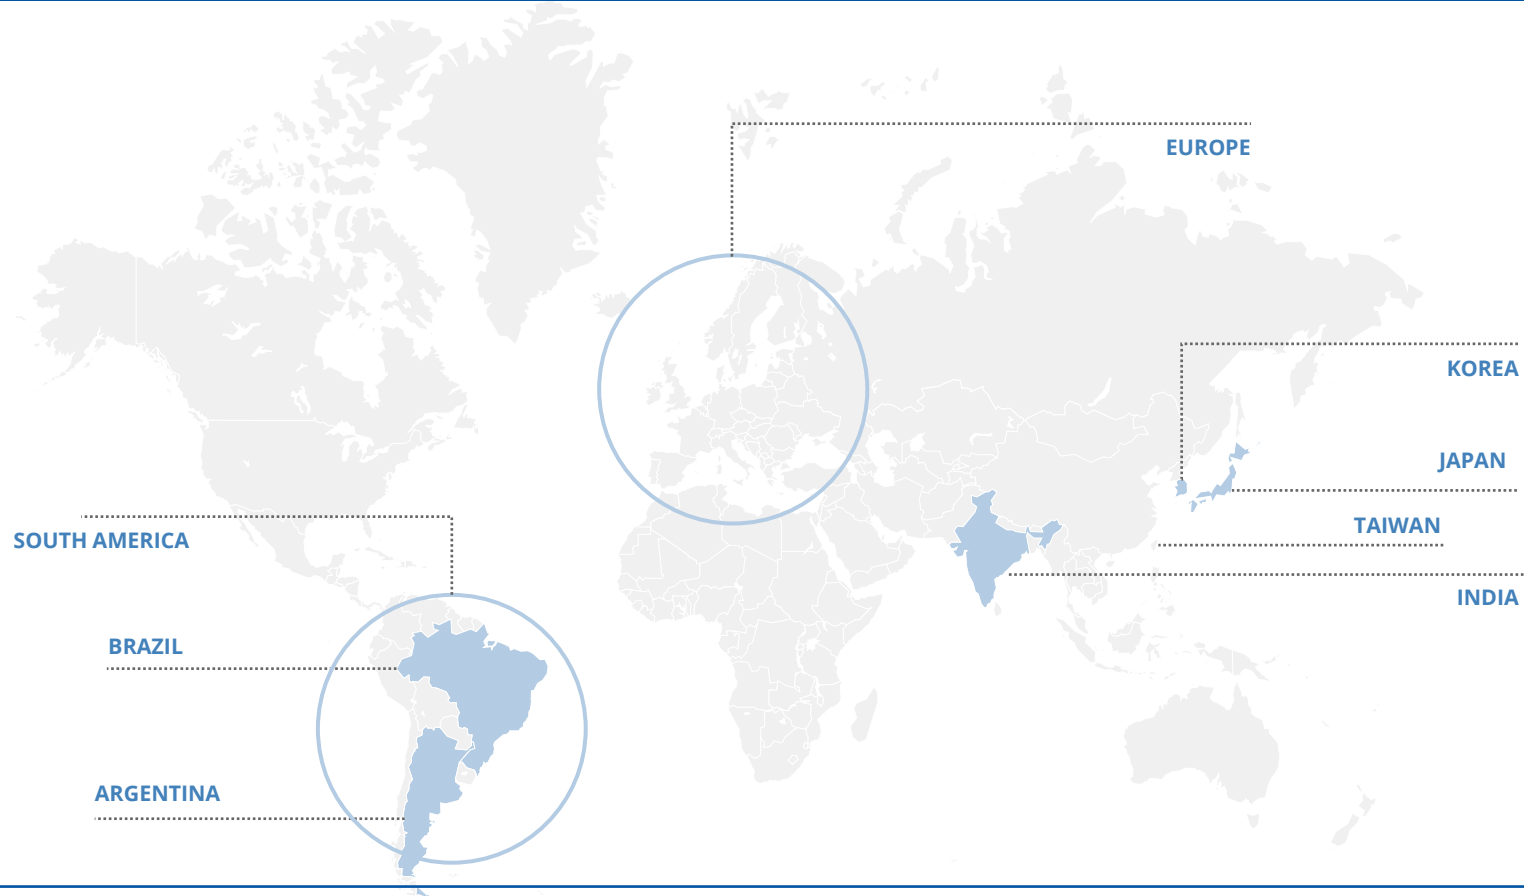 EUROPE
KOREA
JAPAN
TAIWAN
SOUTH AMERICA
INDIA
BRAZIL
ARGENTINA